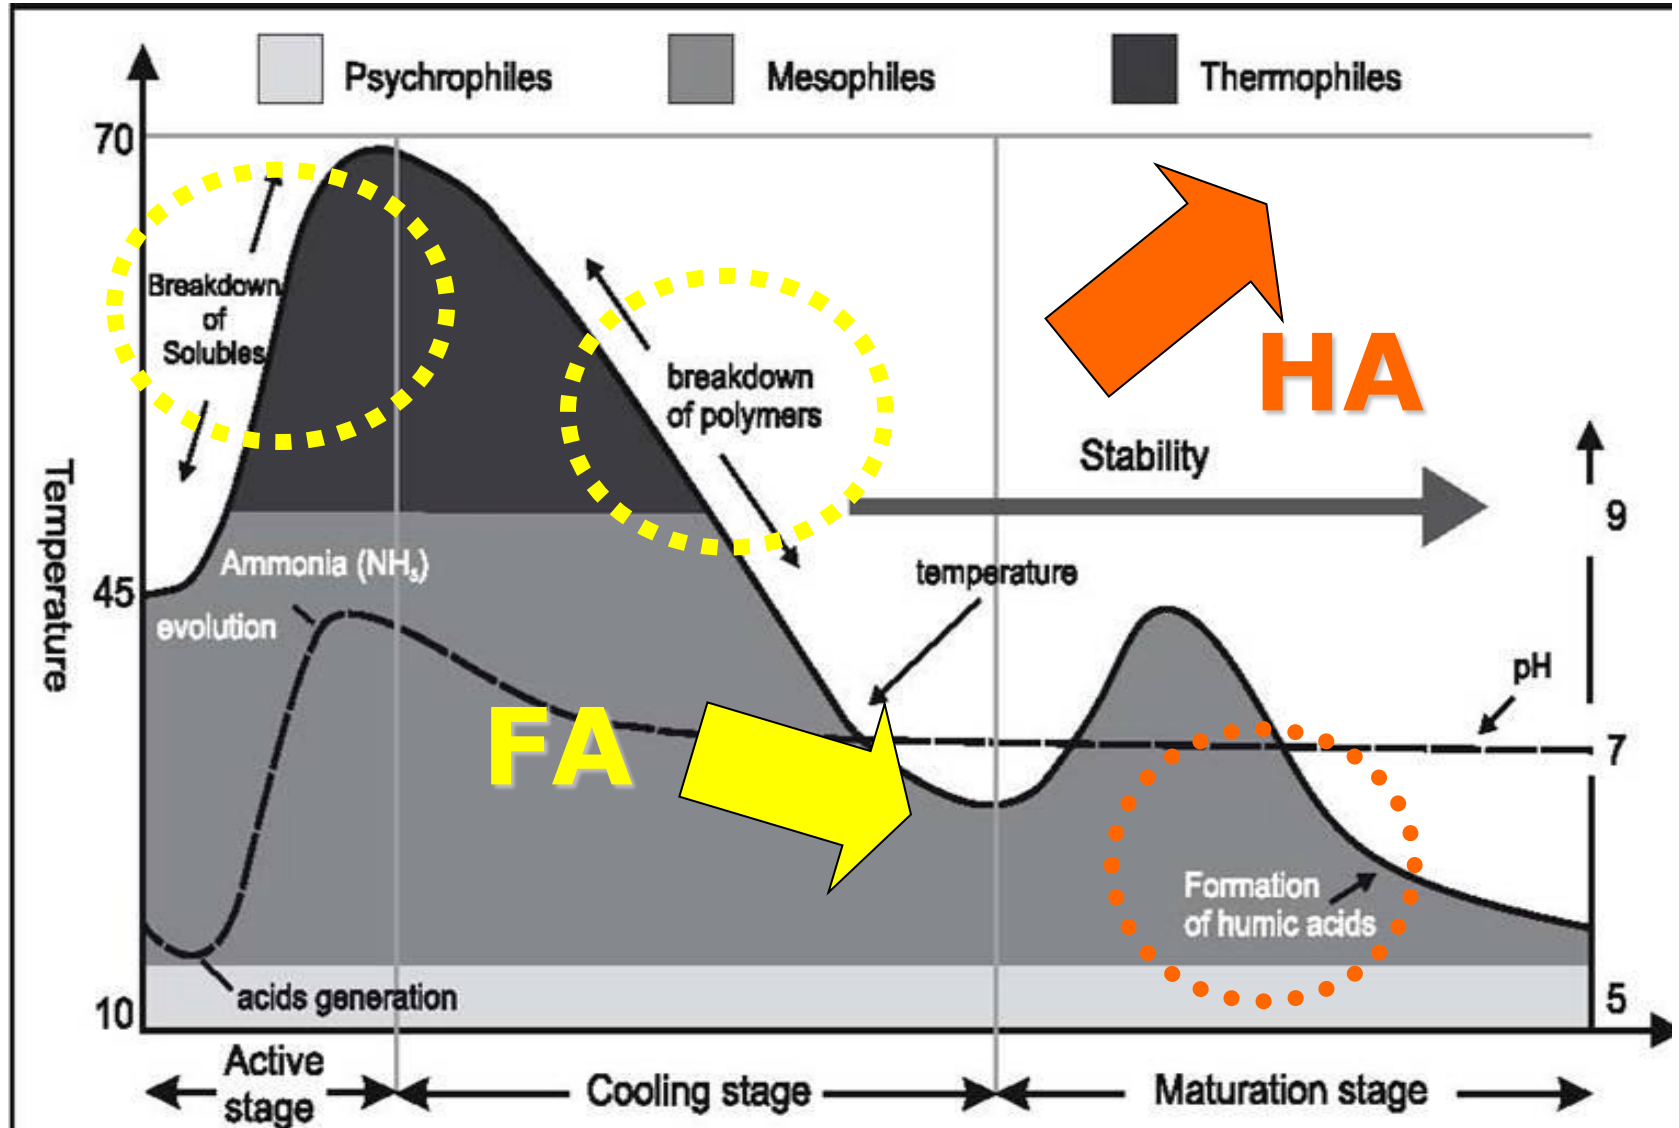 Psychrophiles
Mesophiles
Thermophiles
70
Breakdown
of
Solubles
breakdown
of polymers
HA
Stability
Temperature
9
Ammonia (NH₃)
45
temperature
evolution
pH
FA
7
Formation
of humic acids
acids generation
10
5
Active
stage
Cooling stage
Maturation stage